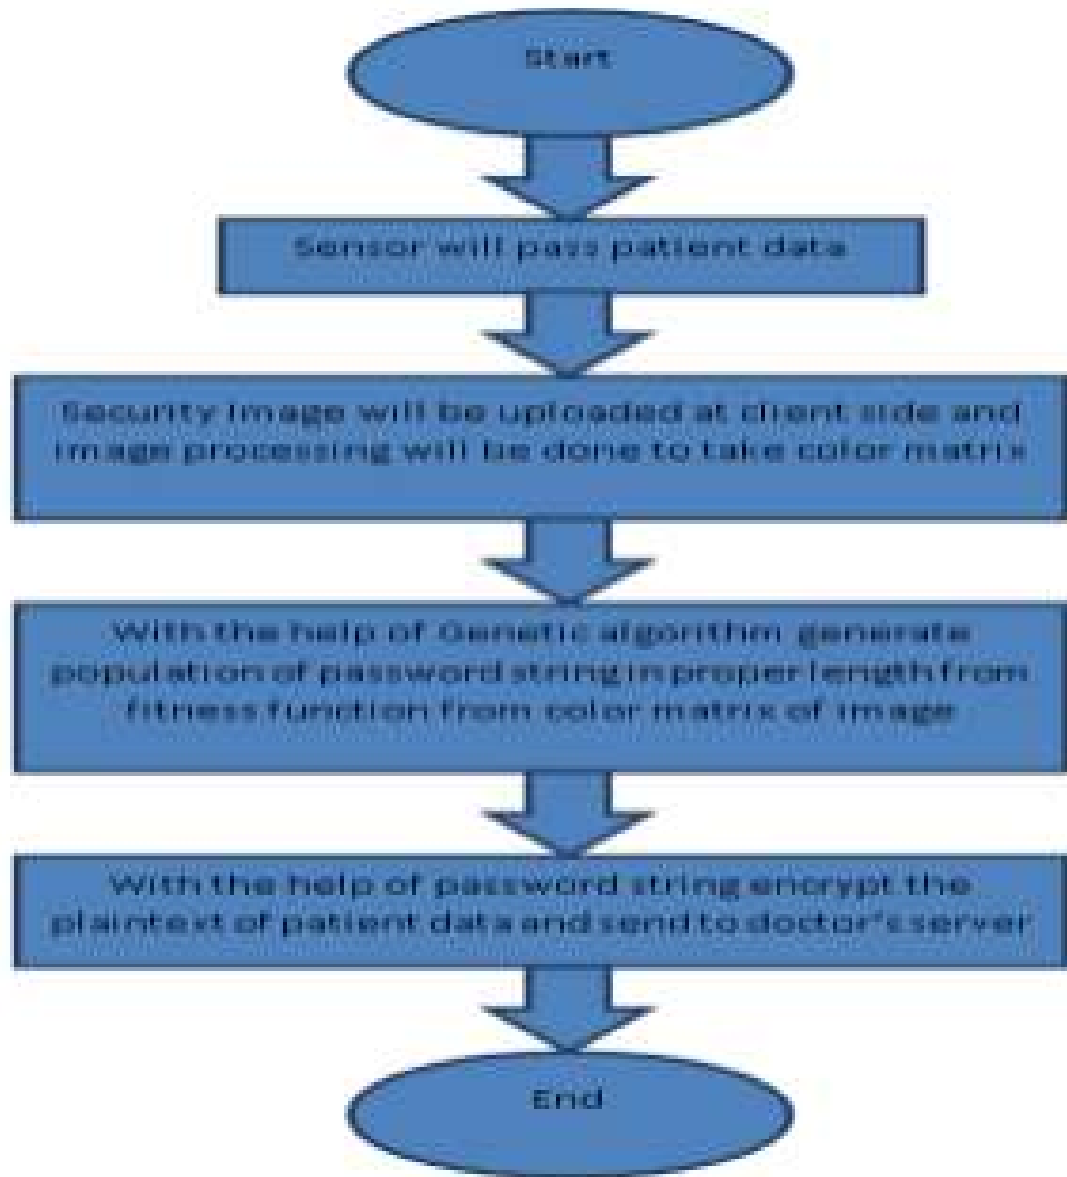 Start
Sensor will pass patient data
Security Image will be uploaded at client side and
image processing will be done to take color matrix
With the help of Genetic algorithm generate
population of password string in proper length from
fitness function from color matrix of image
With the help of password string encrypt the
plaintext of patient data and send to doctor's server
End